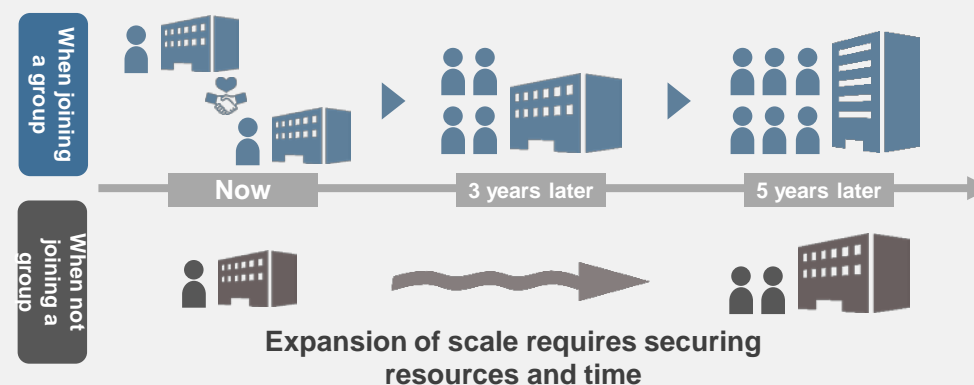 When joining
a group
Now
3 years later
5 years later
When not
joining a
group
Expansion of scale requires securing
resources and time